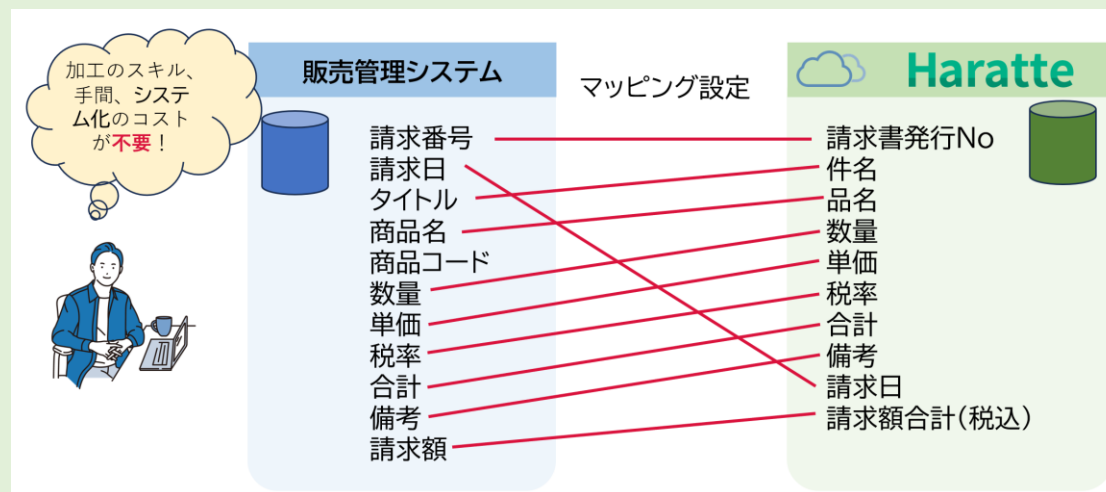 加工のスキル、
手間、システ
ム化のコスト
が不要！
販売管理システム
請求番号
請求日
タイトル
商品名
商品コード
数量
単価
税率
合計
備考
請求額
マッピング設定
Haratte
請求書発行No
件名
品名
数量
単価
税率
合計
備考
請求日
請求額合計(税込)